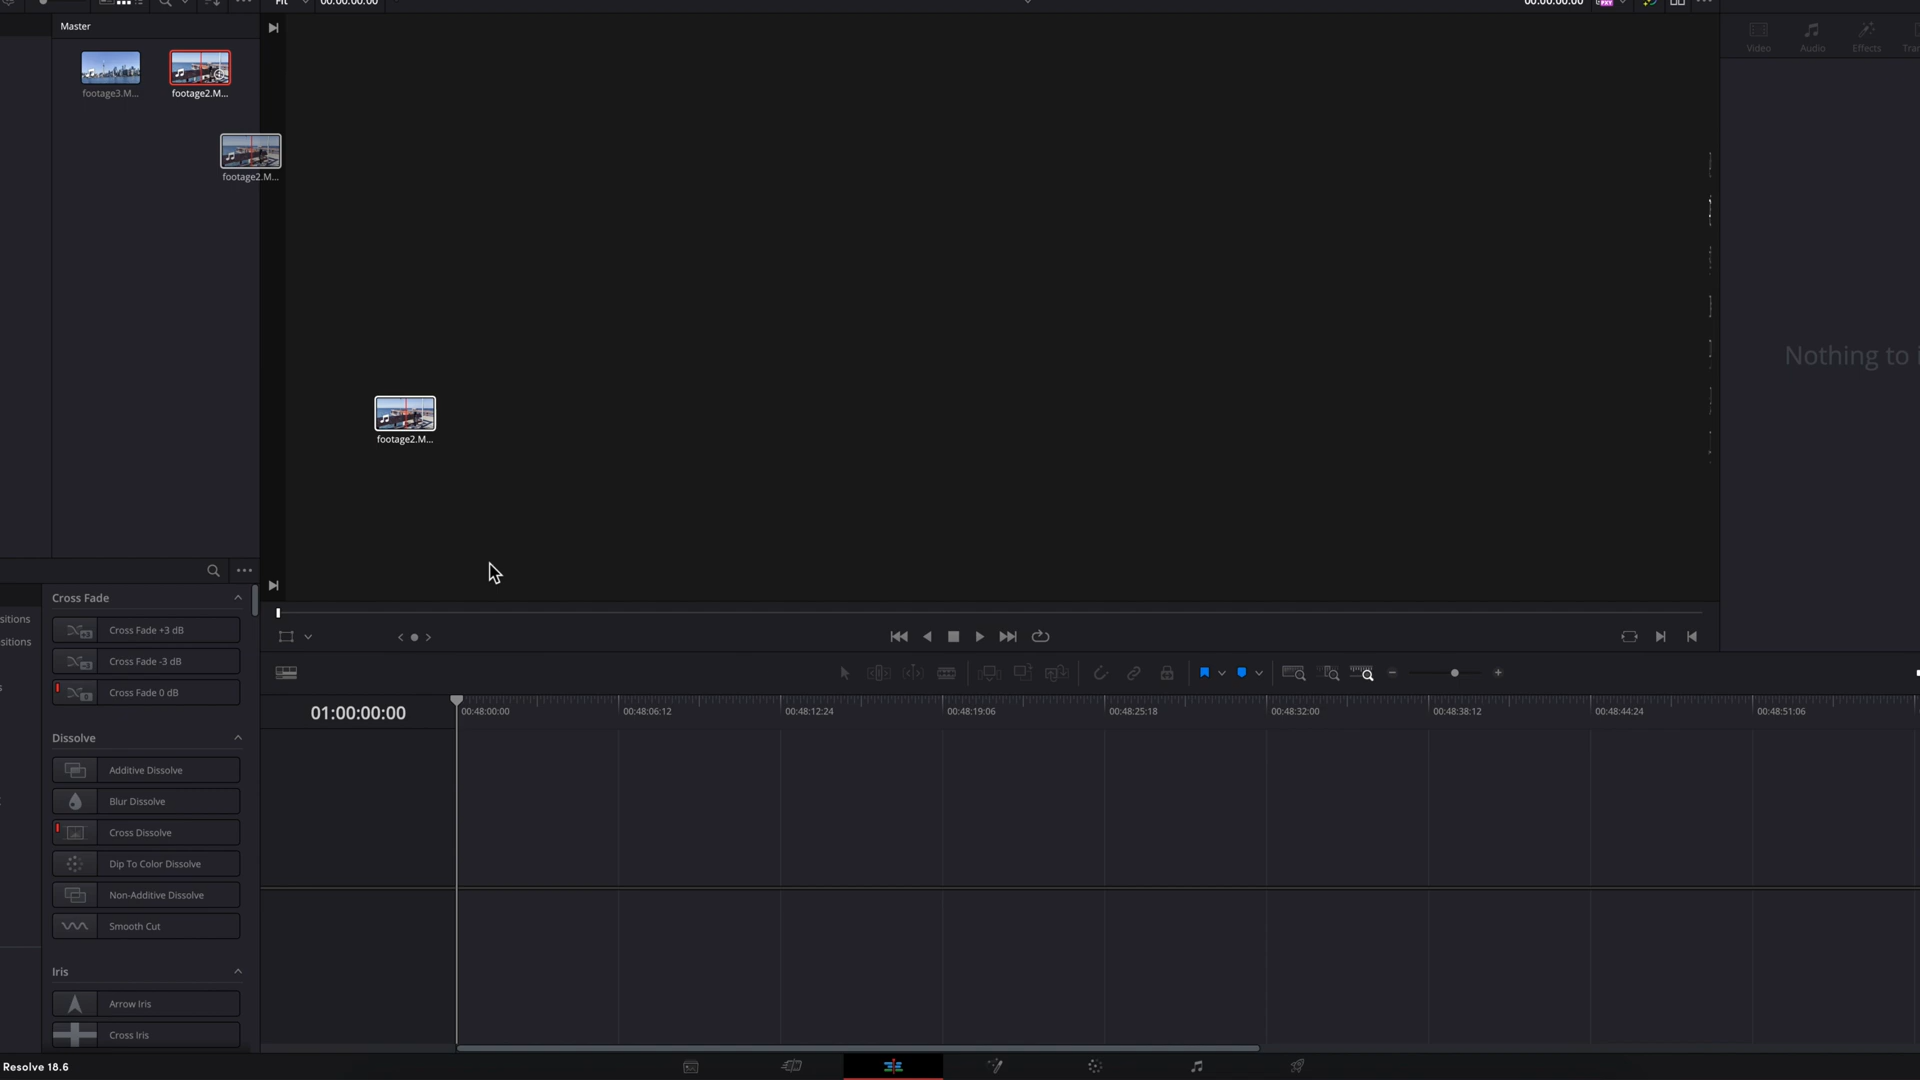 Fit
00:00:00:00
00:00:00:00
Master
Video
Audio
Effects
footage3.M...
footage2.M...
footage2.M...
Nothing to
footage2.M...
Cross Fade
sitions
Cross Fade +3 dB
sitions
Cross Fade -3 dB
Cross Fade 0 dB
01:00:00:00
00:48:00:00
00:48:06:12
00:48:12:24
00:48:19:06
00:48:25:18
00:48:32:00
00:48:38:12
00:48:44:24
00:48:51:06
Dissolve
Additive Dissolve
Blur Dissolve
Cross Dissolve
Dip To Color Dissolve
Non-Additive Dissolve
Smooth Cut
Iris
Arrow Iris
Cross Iris
Resolve 18.6